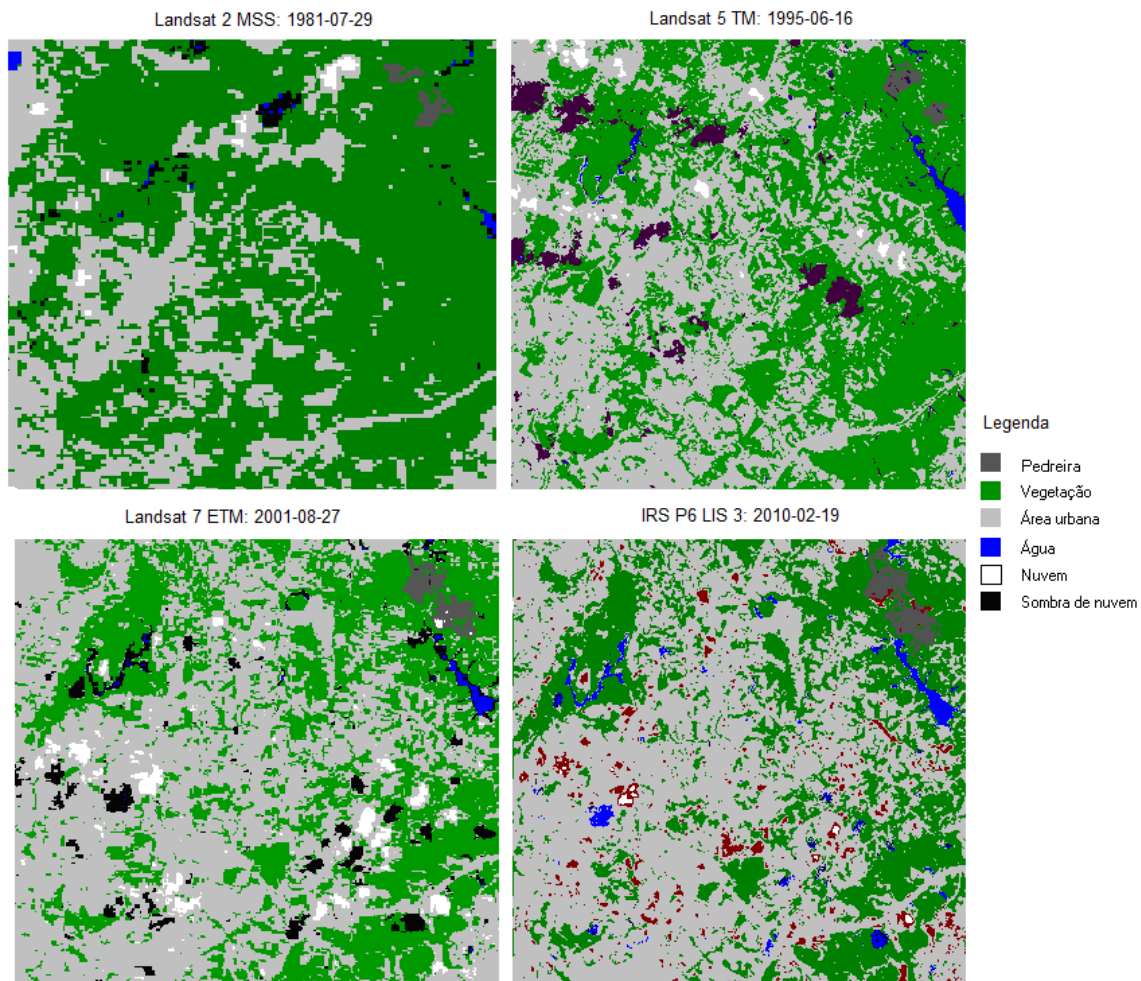 Landsat 2 MSS: 1981-07-29
Landsat 5 TM: 1995-06-16
Legenda
Pedreira
Vegetação
Área urbana
Água
Nuvem
Sombra de nuvem
Landsat 7 ETM: 2001-08-27
IRS P6 LIS 3: 2010-02-19